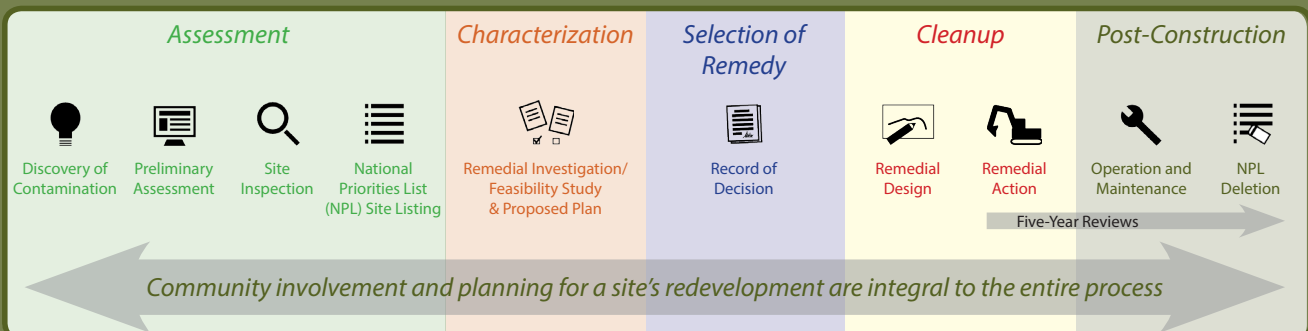 Assessment
Discovery of
Contamination
Preliminary
Assessment
Site
Inspection
National
Priorities List
(NPL) Site Listing
Characterization
Remedial Investigation/
Feasibility Study
& Proposed Plan
Selection of
Remedy
Record of
Decision
Cleanup
Remedial
Design
Remedial
Action
Post-Construction
Operation and
Maintenance
NPL
Deletion
Five-Year Reviews
Community involvement and planning for a site’s redevelopment are integral to the entire process